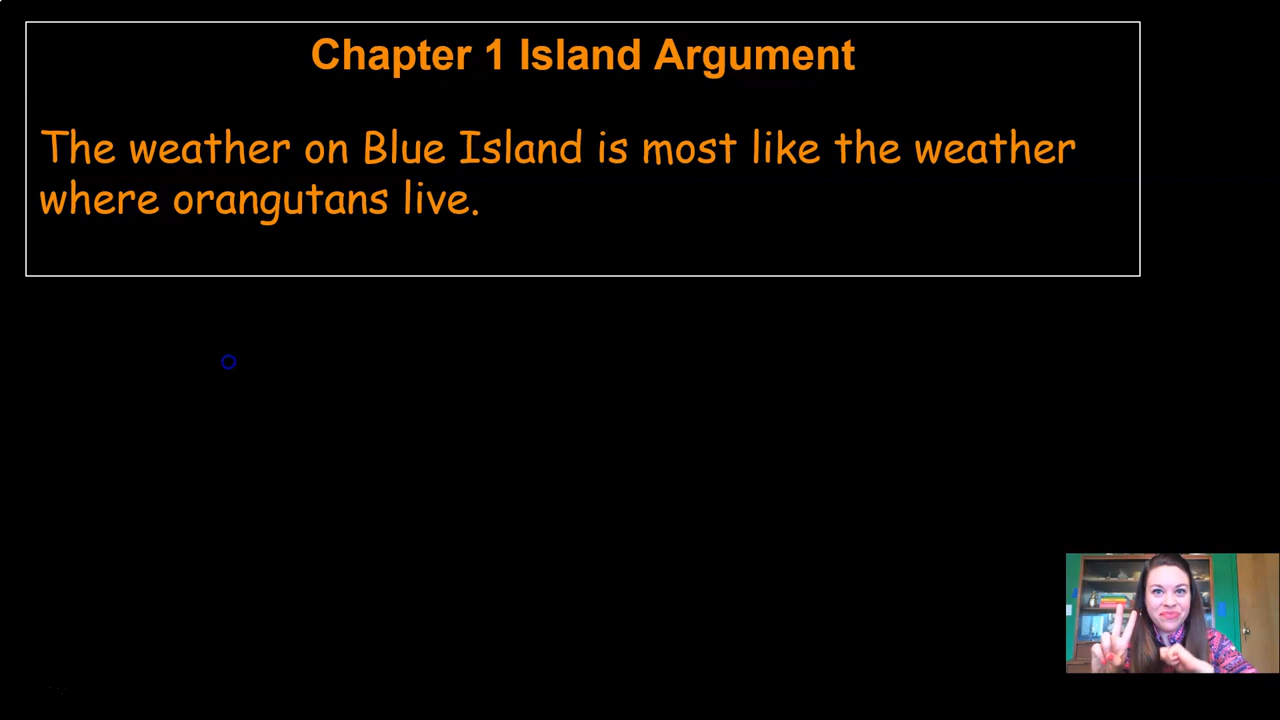 Chapter 1 Island Argument
The weather on Blue Island is most like the weather
where orangutans live.